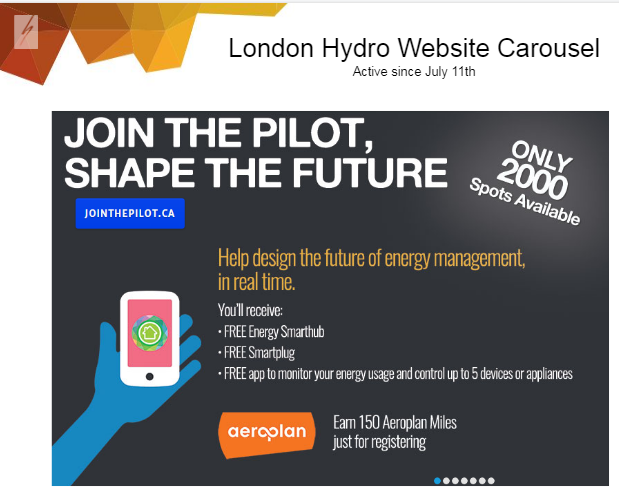 London Hydro Website Carousel
Active since July 11th
JOIN THE PILOT,
SHAPE THE FUTURE
ONLY
2000
Spots Available
JOINTHEPILOT.CA
Help design the future of energy management,
in real time.
You'll receive:
• FREE Energy Smarthub
• FREE Smartplug
• FREE app to monitor your energy usage and control up to 5 devices or appliances
aeroplan
Earn 150 Aeroplan Miles
just for registering